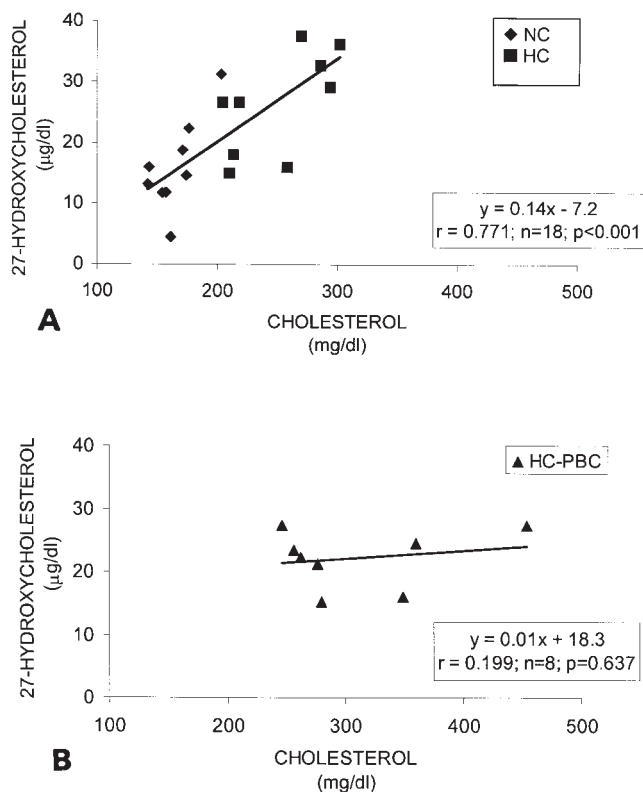 40
30
20
10
0
27-HYDROXYCHOLESTEROL
(µg/dl)
NC
HC
y = 0.14x - 7.2
r = 0.771; n=18; p<0.001
100 200 300 400 500
CHOLESTEROL
(mg/dl)
A
40
30
20
10
0
27-HYDROXYCHOLESTEROL
(µg/dl)
HC-PBC
y = 0.01x + 18.3
r = 0.199; n=8; p=0.637
100 200 300 400 500
CHOLESTEROL
(mg/dl)
B